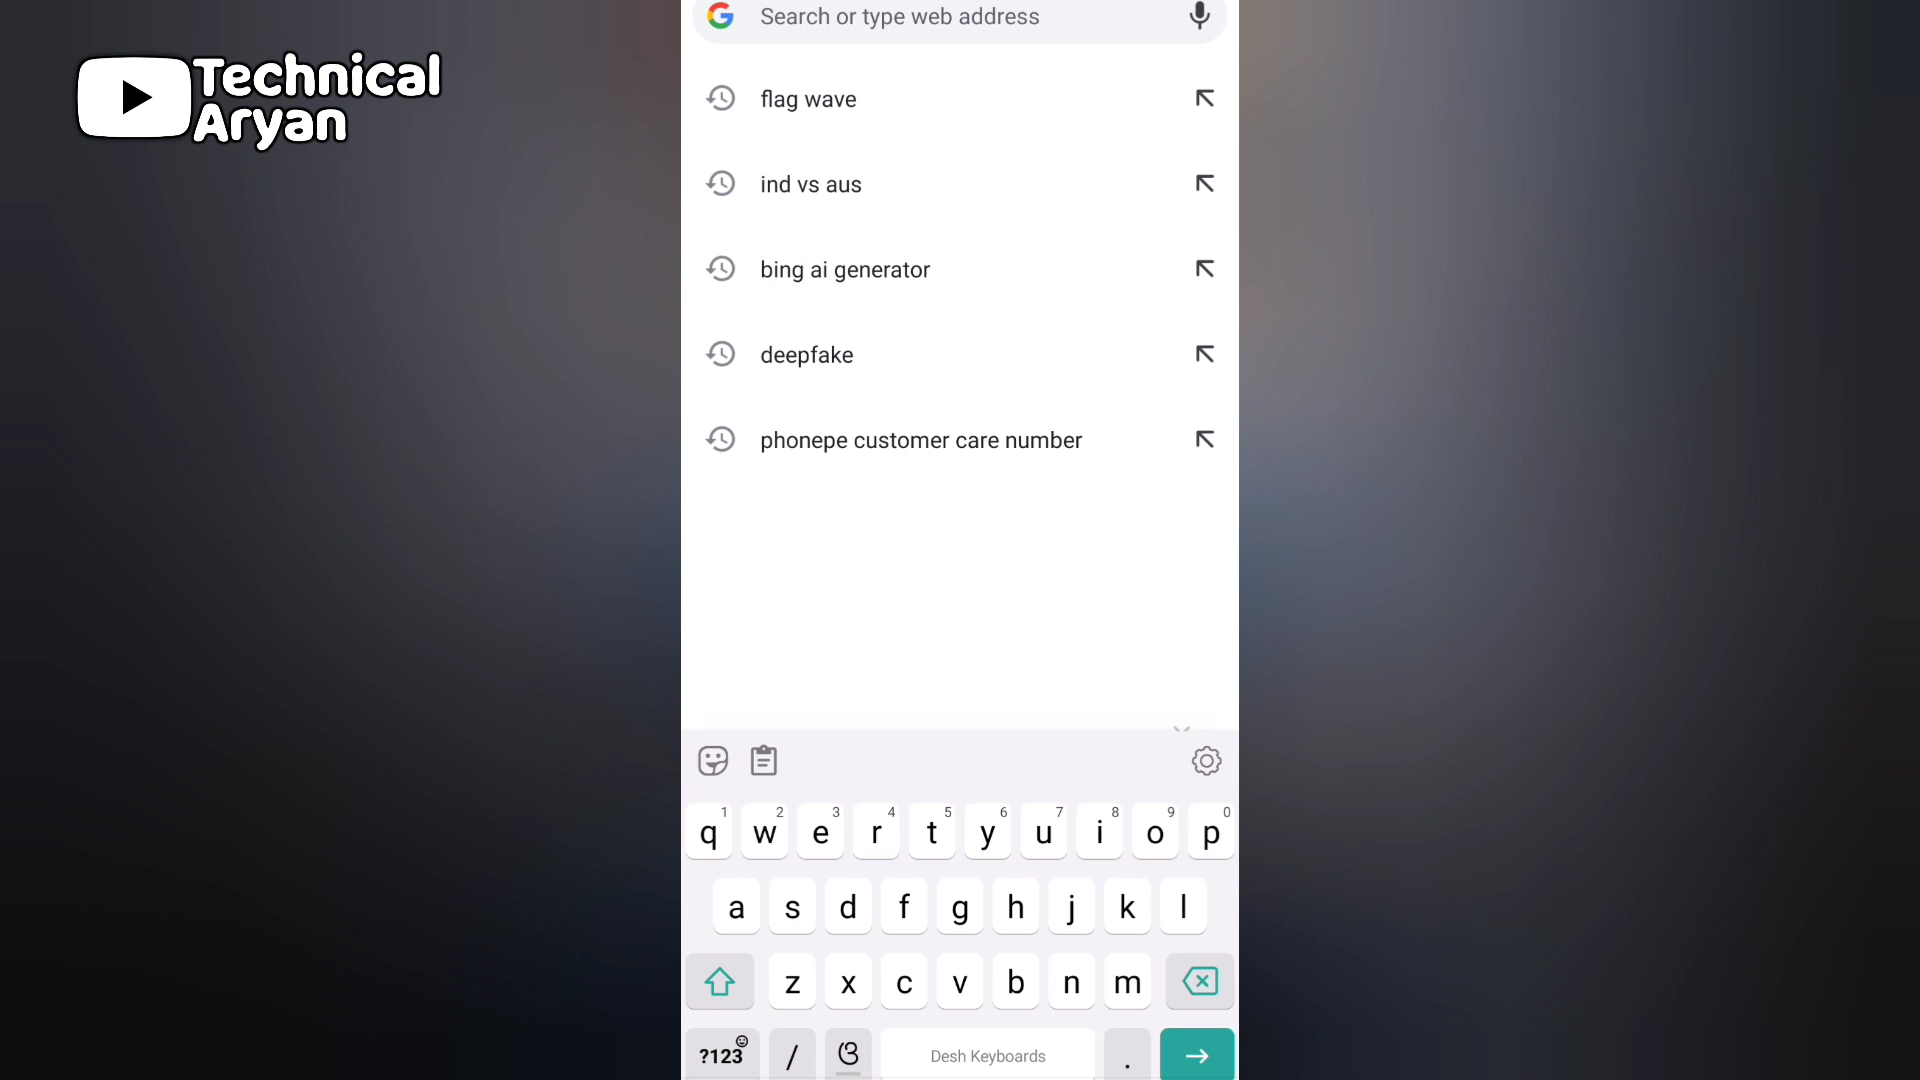 Technical
Aryan
Search or type web address
flag wave
ind vs aus
bing ai generator
deepfake
phonepe customer care number
1 2 3 4 5 6 7 8 9 0
q w e r t y u i o p
a s d f g h j k l
z x c v b n m
?123 / ଓ Desh Keyboards .